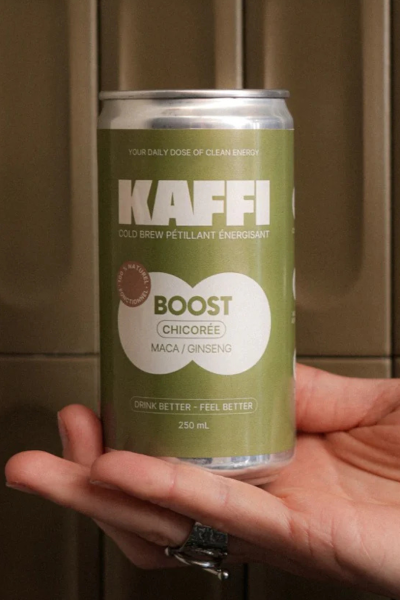 YOUR DAILY DOSE OF CLEAN ENERGY
KAFFI
COLD BREW PÉTILLANT ÉNERGISANT
BOOST
CHICORÉE
MACA / GINSENG
DRINK BETTER - FEEL BETTER
250 mL